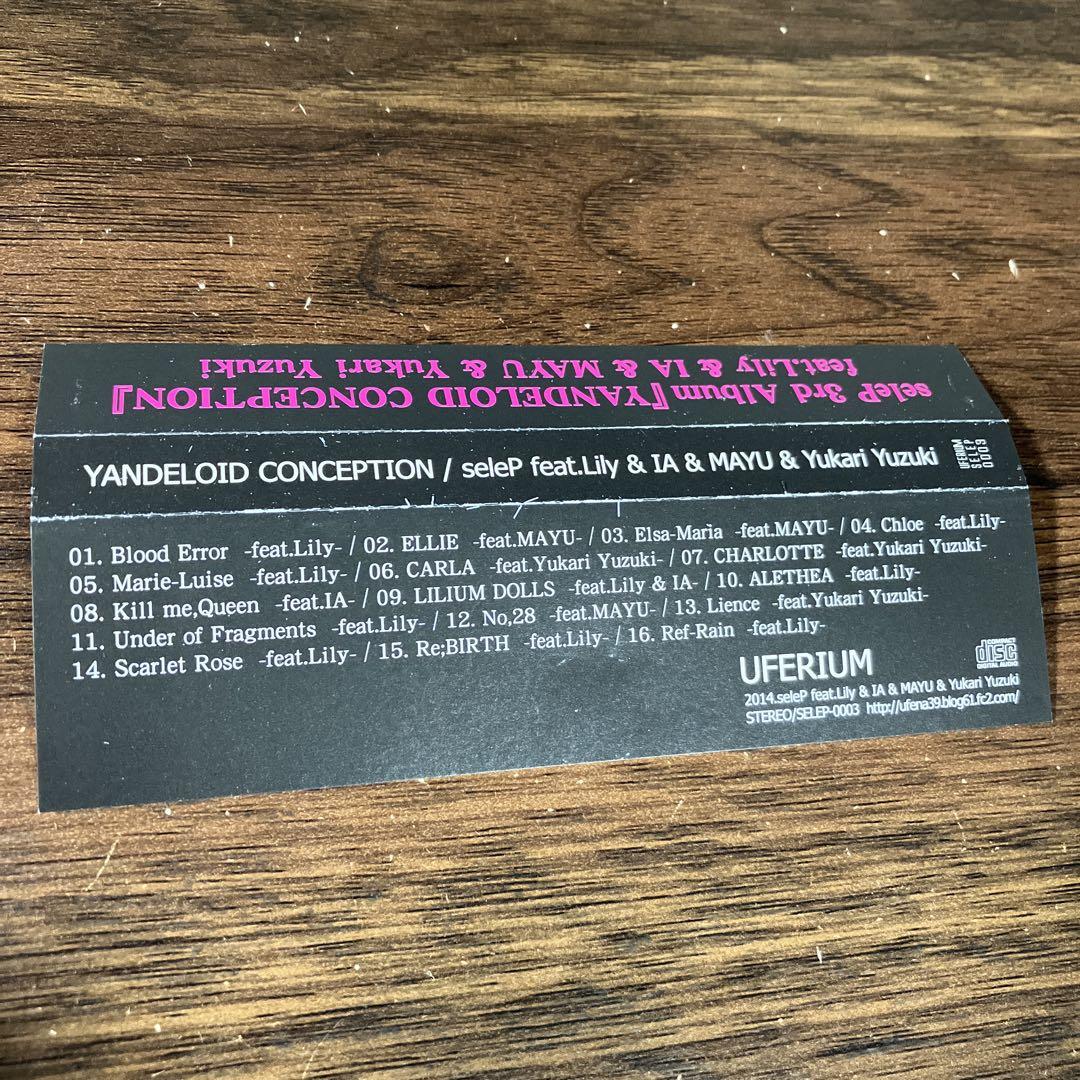 seleP 3rd Album『YANDELOID CONCEPTION』
feat.Lily & IA & MAYU & Yukari Yuzuki
YANDELOID CONCEPTION / seleP feat.Lily & IA & MAYU & Yukari Yuzuki
UFERIUM
SELEP
0009
01. Blood Error -feat.Lily- / 02. ELLIE -feat.MAYU- / 03. Elsa-Maria -feat.MAYU- / 04. Chloe -feat.Lily-
05. Marie-Luise -feat.Lily- / 06. CARLA -feat.Yukari Yuzuki- / 07. CHARLOTTE -feat.Yukari Yuzuki-
08. Kill me,Queen -feat.IA- / 09. LILIUM DOLLS -feat.Lily & IA- / 10. ALETHEA -feat.Lily-
11. Under of Fragments -feat.Lily- / 12. No,28 -feat.MAYU- / 13. Lience -feat.Yukari Yuzuki-
14. Scarlet Rose -feat.Lily- / 15. Re;BIRTH -feat.Lily- / 16. Ref-Rain -feat.Lily-
UFERIUM
COMPACT
disc
DIGITAL AUDIO
2014.seleP feat.Lily & IA & MAYU & Yukari Yuzuki
STEREO/SELEP-0003 http://ufena39.blog61.fc2.com/